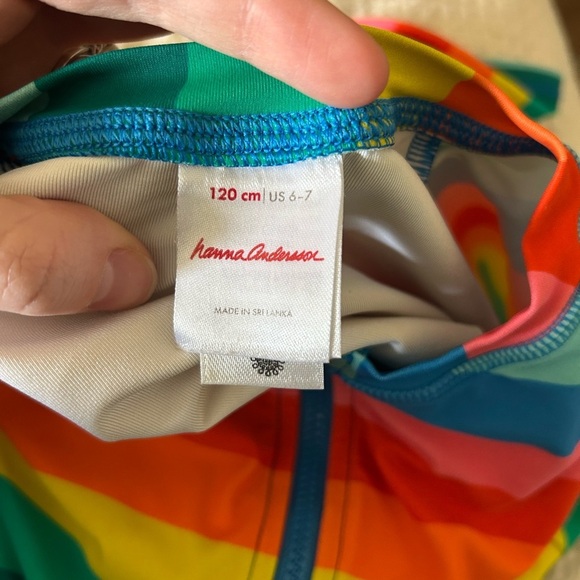 120 cm | US 6-7
hanna andersson
MADE IN SRI LANKA